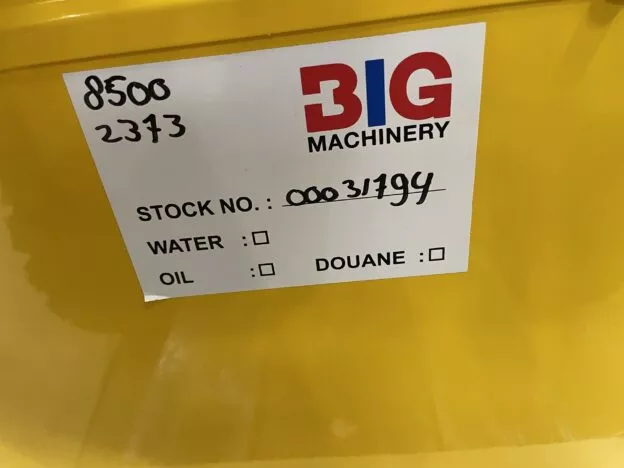 8500
2373
BIG
MACHINERY
STOCK NO. : 00031794
WATER : ☐
OIL : ☐
DOUANE : ☐